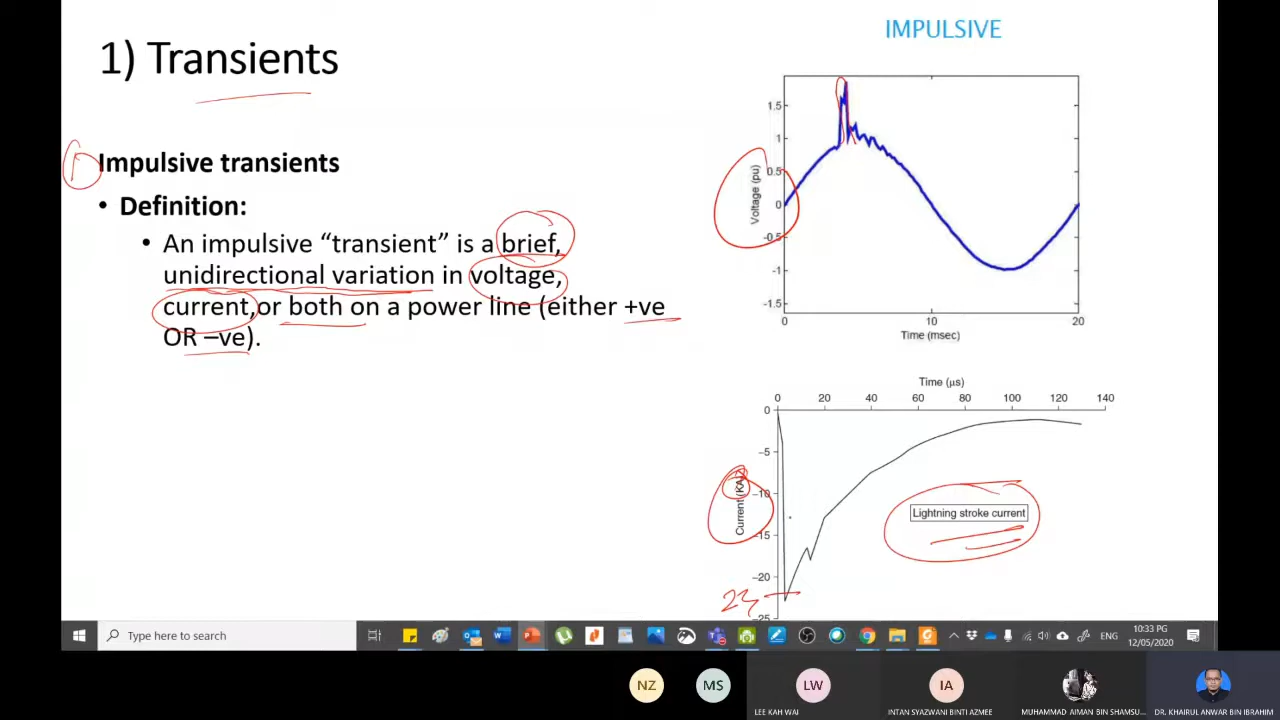 1) Transients
Impulsive transients
• Definition:
• An impulsive “transient” is a brief,
unidirectional variation in voltage,
current,or both on a power line (either +ve
OR –ve).
IMPULSIVE
1.5
1
0.5
0
-0.5
-1
-1.5
Voltage (pu)
0 10 20
Time (msec)
Time (µs)
0 20 40 60 80 100 120 140
0
−5
−10
−15
−20
−25
Current (KA)
Lightning stroke current
Type here to search
ENG
10:33 PG
12/05/2020
NZ
MS
LW
IA
LEE KAH WAI
INTAN SYAZWANI BINTI AZMEE
MUHAMMAD AIMAN BIN SHAMSU...
DR. KHAIRUL ANWAR BIN IBRAHIM